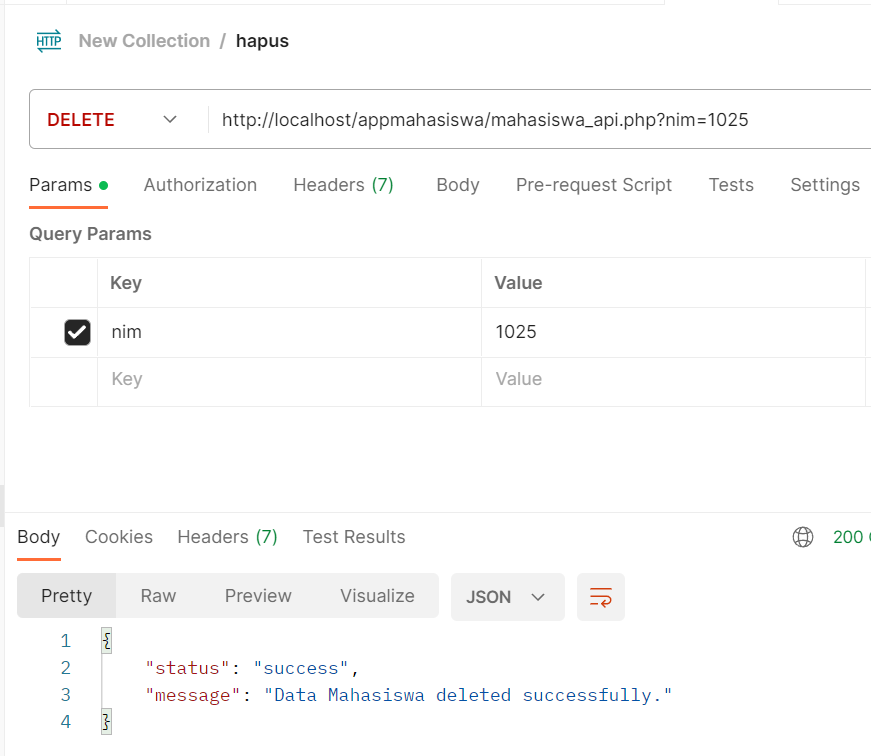 HTTP New Collection / hapus
DELETE http://localhost/appmahasiswa/mahasiswa_api.php?nim=1025
Params Authorization Headers (7) Body Pre-request Script Tests Settings
Query Params
Key Value
nim 1025
Key Value
Body Cookies Headers (7) Test Results 200
Pretty Raw Preview Visualize JSON
1 {
2 "status": "success",
3 "message": "Data Mahasiswa deleted successfully."
4 }